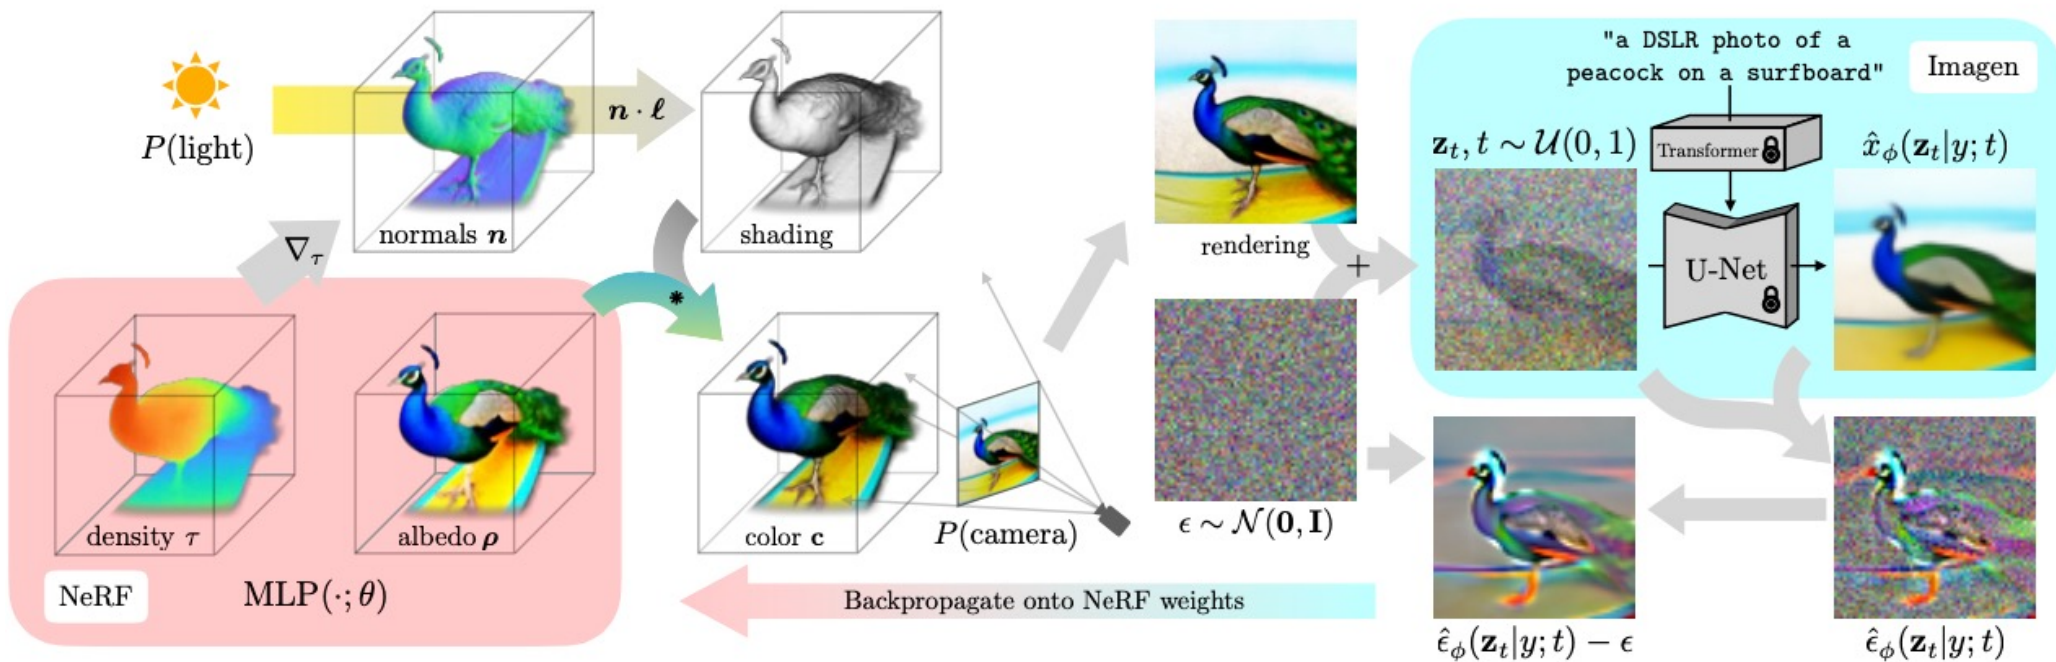 P(light)
n · ℓ
∇τ
normals n
shading
density τ
albedo ρ
NeRF
MLP(·; θ)
color c
P(camera)
rendering
+
*
ϵ ∼ N(0, I)
"a DSLR photo of a
peacock on a surfboard"
Imagen
z_t, t ∼ U(0, 1)
Transformer
x̂_ϕ(z_t|y; t)
U-Net
Backpropagate onto NeRF weights
ϵ̂_ϕ(z_t|y; t) − ϵ
ϵ̂_ϕ(z_t|y; t)